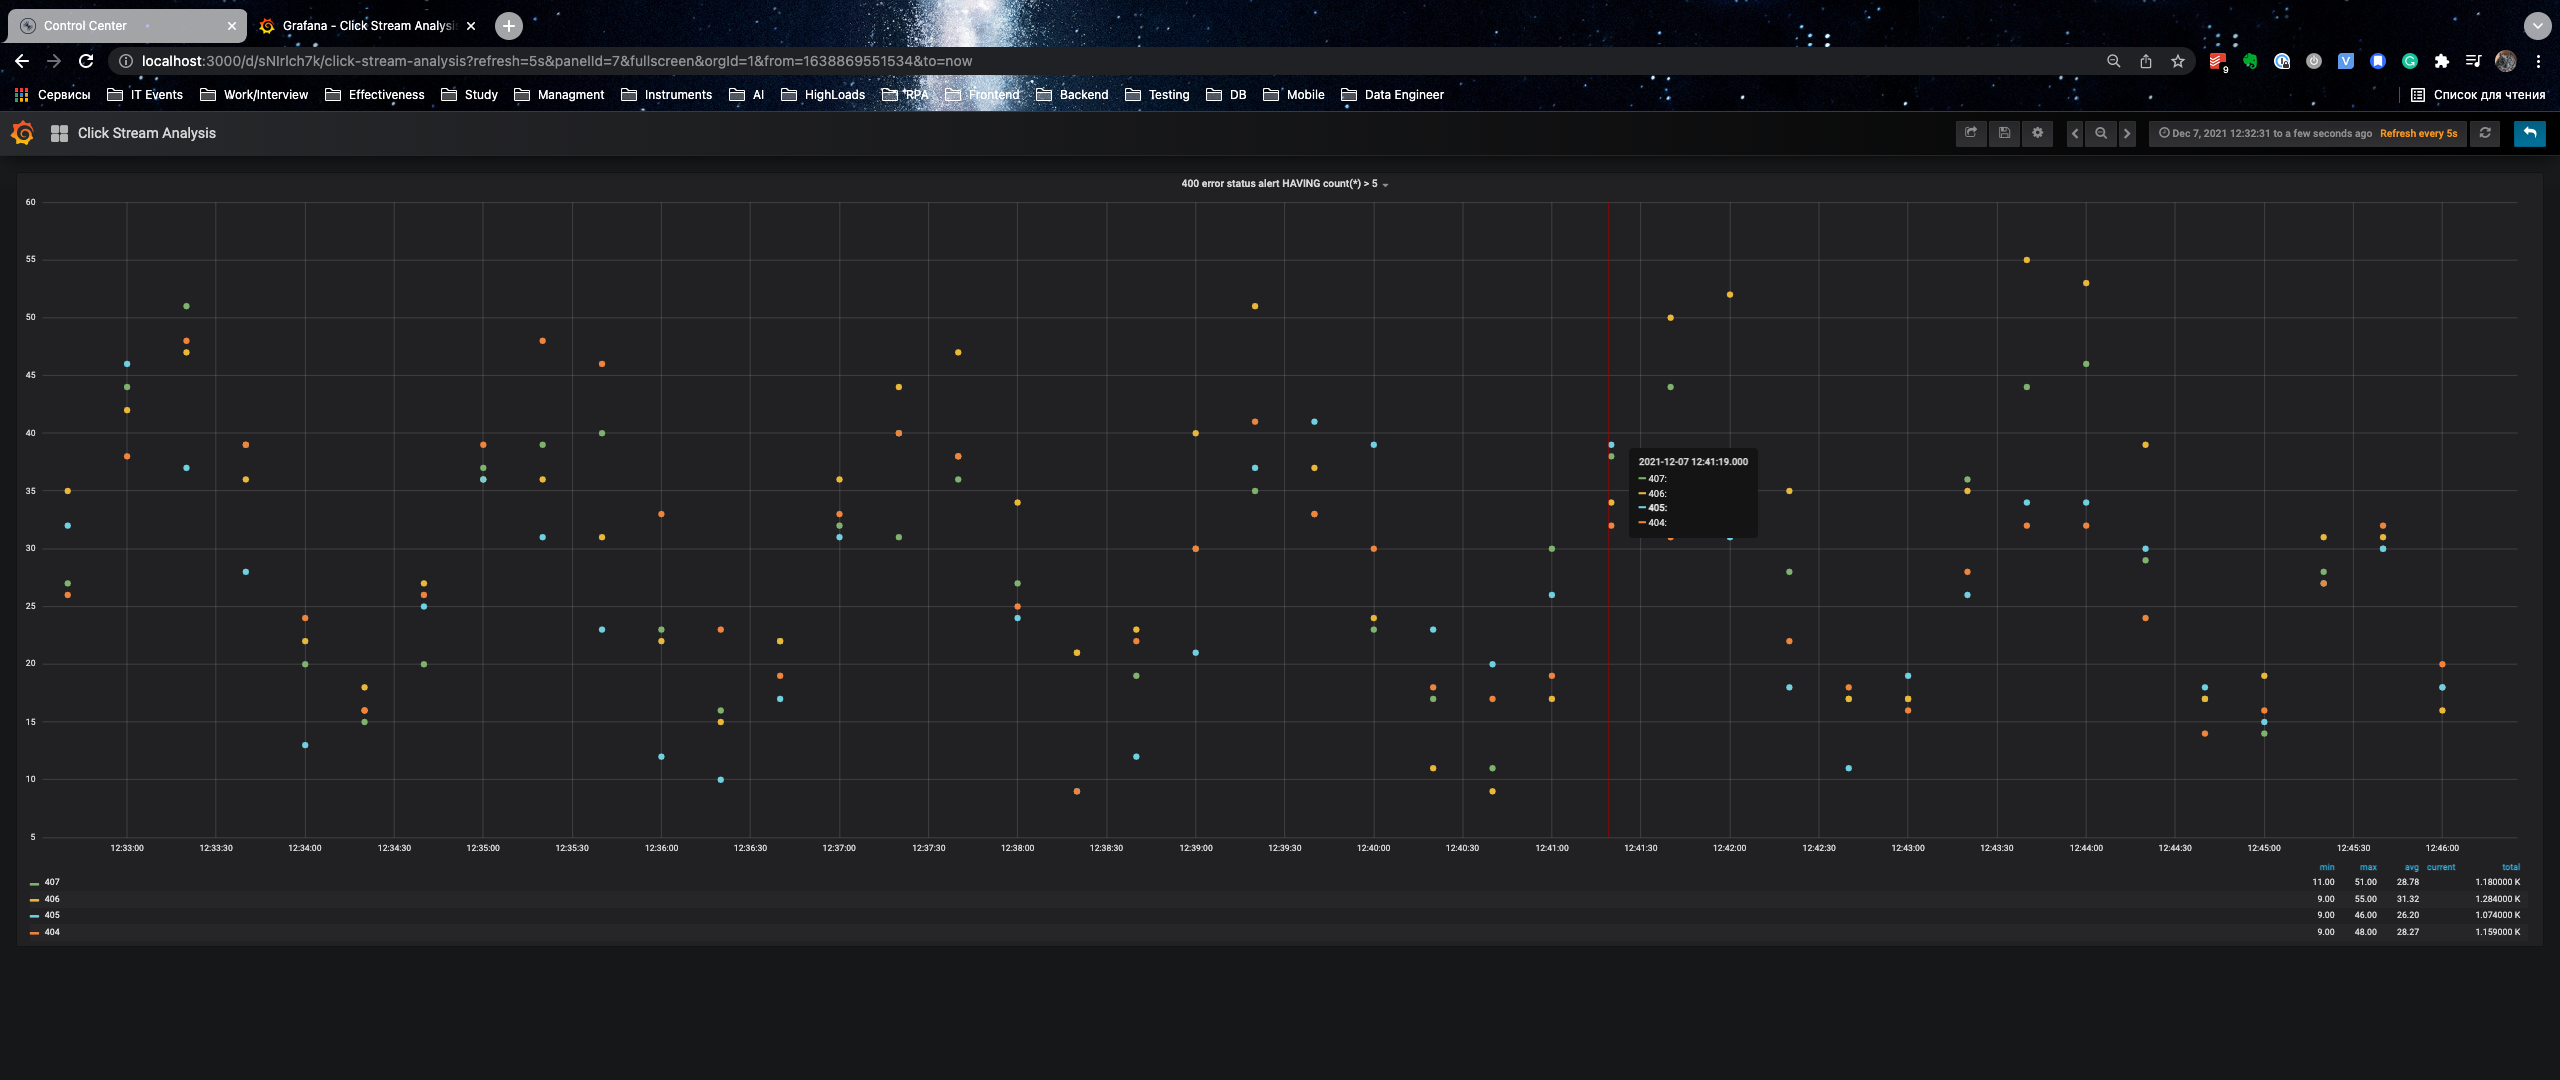 Control Center
Grafana - Click Stream Analysis
localhost:3000/d/sNIrlch7k/click-stream-analysis?refresh=5s&panelId=7&fullscreen&orgId=1&from=1638869551534&to=now
9
Сервисы IT Events Work/Interview Effectiveness Study Managment Instruments AI HighLoads RPA Frontend Backend Testing DB Mobile Data Engineer Список для чтения
Click Stream Analysis
Dec 7, 2021 12:32:31 to a few seconds ago Refresh every 5s
400 error status alert HAVING count(*) > 5
60
55
50
45
40
35
30
25
20
15
10
5
2021-12-07 12:41:19.000
407:
406:
405:
404:
12:33:00 12:33:30 12:34:00 12:34:30 12:35:00 12:35:30 12:36:00 12:36:30 12:37:00 12:37:30 12:38:00 12:38:30 12:39:00 12:39:30 12:40:00 12:40:30 12:41:00 12:41:30 12:42:00 12:42:30 12:43:00 12:43:30 12:44:00 12:44:30 12:45:00 12:45:30 12:46:00
min max avg current total
407 11.00 51.00 28.78 1.180000 K
406 9.00 55.00 31.32 1.284000 K
405 9.00 46.00 26.20 1.074000 K
404 9.00 48.00 28.27 1.159000 K